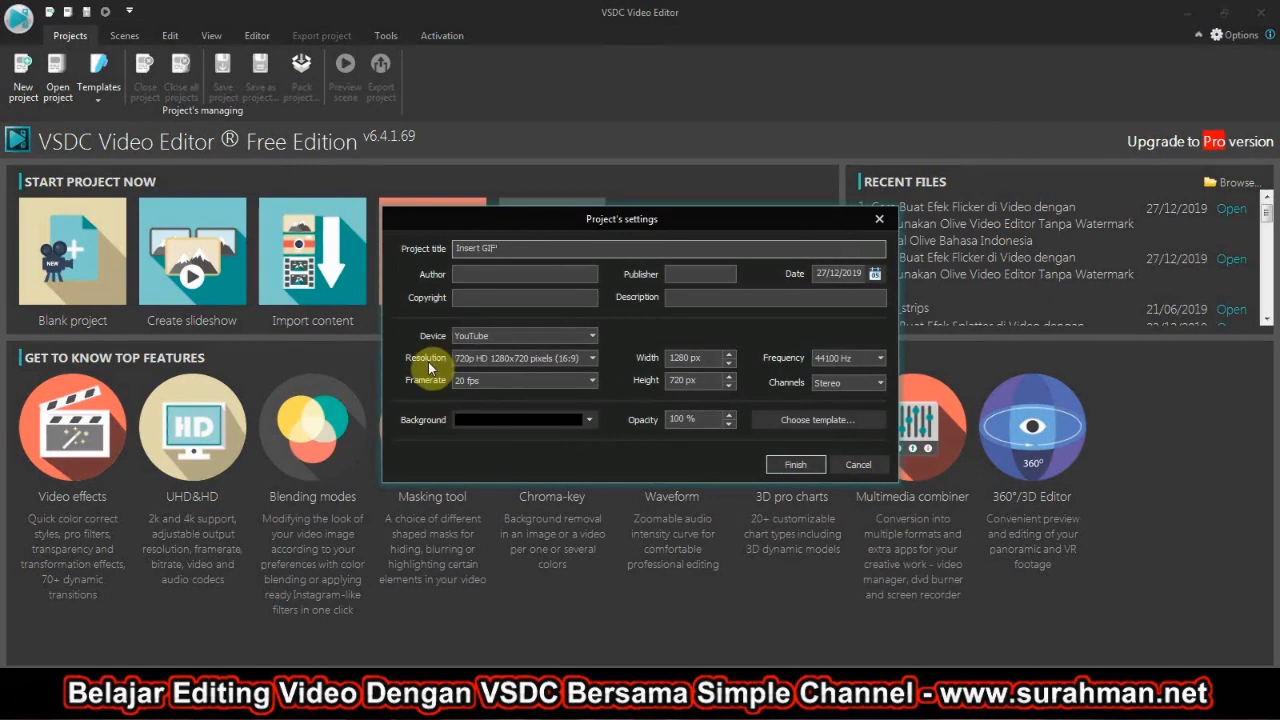 VSDC Video Editor
Projects Scenes Edit View Editor Export project Tools Activation
Options
New project
Open project
Templates
Close project
Close all projects
Save project
Save as project...
Pack project...
Preview scene
Export project
Project's managing
VSDC Video Editor ® Free Edition v6.4.1.69
Upgrade to Pro version
START PROJECT NOW
Blank project
Create slideshow
Import content
RECENT FILES
Browse...
Buat Efek Flicker di Video dengan
unakan Olive Video Editor Tanpa Watermark
al Olive Bahasa Indonesia
27/12/2019 Open
Buat Efek Flicker di Video dengan
unakan Olive Video Editor Tanpa Watermark
27/12/2019 Open
_strips
21/06/2019 Open
Project's settings
Project title Insert GIF
Author
Publisher
Date 27/12/2019
Copyright
Description
Device YouTube
Resolution 720p HD 1280x720 pixels (16:9)
Width 1280 px
Frequency 44100 Hz
Framerate 20 fps
Height 720 px
Channels Stereo
Background
Opacity 100 %
Choose template...
Finish
Cancel
GET TO KNOW TOP FEATURES
HD
360°
Video effects
Quick color correct
styles, pro filters,
transparency and
transformation effects,
70+ dynamic
transitions
UHD&HD
2k and 4k support,
adjustable output
resolution, framerate,
bitrate, video and
audio codecs
Blending modes
Modifying the look of
your video image
according to your
preferences with color
blending or applying
ready Instagram-like
filters in one click
Masking tool
A choice of different
shaped masks for
hiding, blurring or
highlighting certain
elements in your video
Chroma-key
Background removal
in an image or a video
per one or several
colors
Waveform
Zoomable audio
intensity curve for
comfortable
professional editing
3D pro charts
20+ customizable
chart types including
3D dynamic models
Multimedia combiner
Conversion into
multiple formats and
extra apps for your
creative work - video
manager, dvd burner
and screen recorder
360°/3D Editor
Convenient preview
and editing of your
panoramic and VR
footage
Belajar Editing Video Dengan VSDC Bersama Simple Channel - www.surahman.net